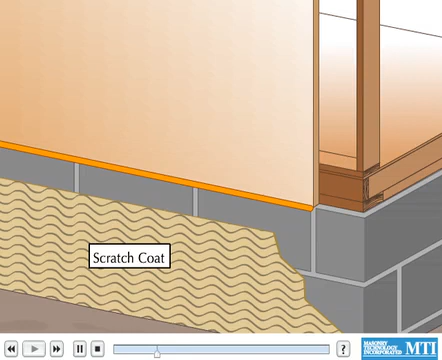 Scratch Coat
?
MASONRY
TECHNOLOGY
INCORPORATED
MTI